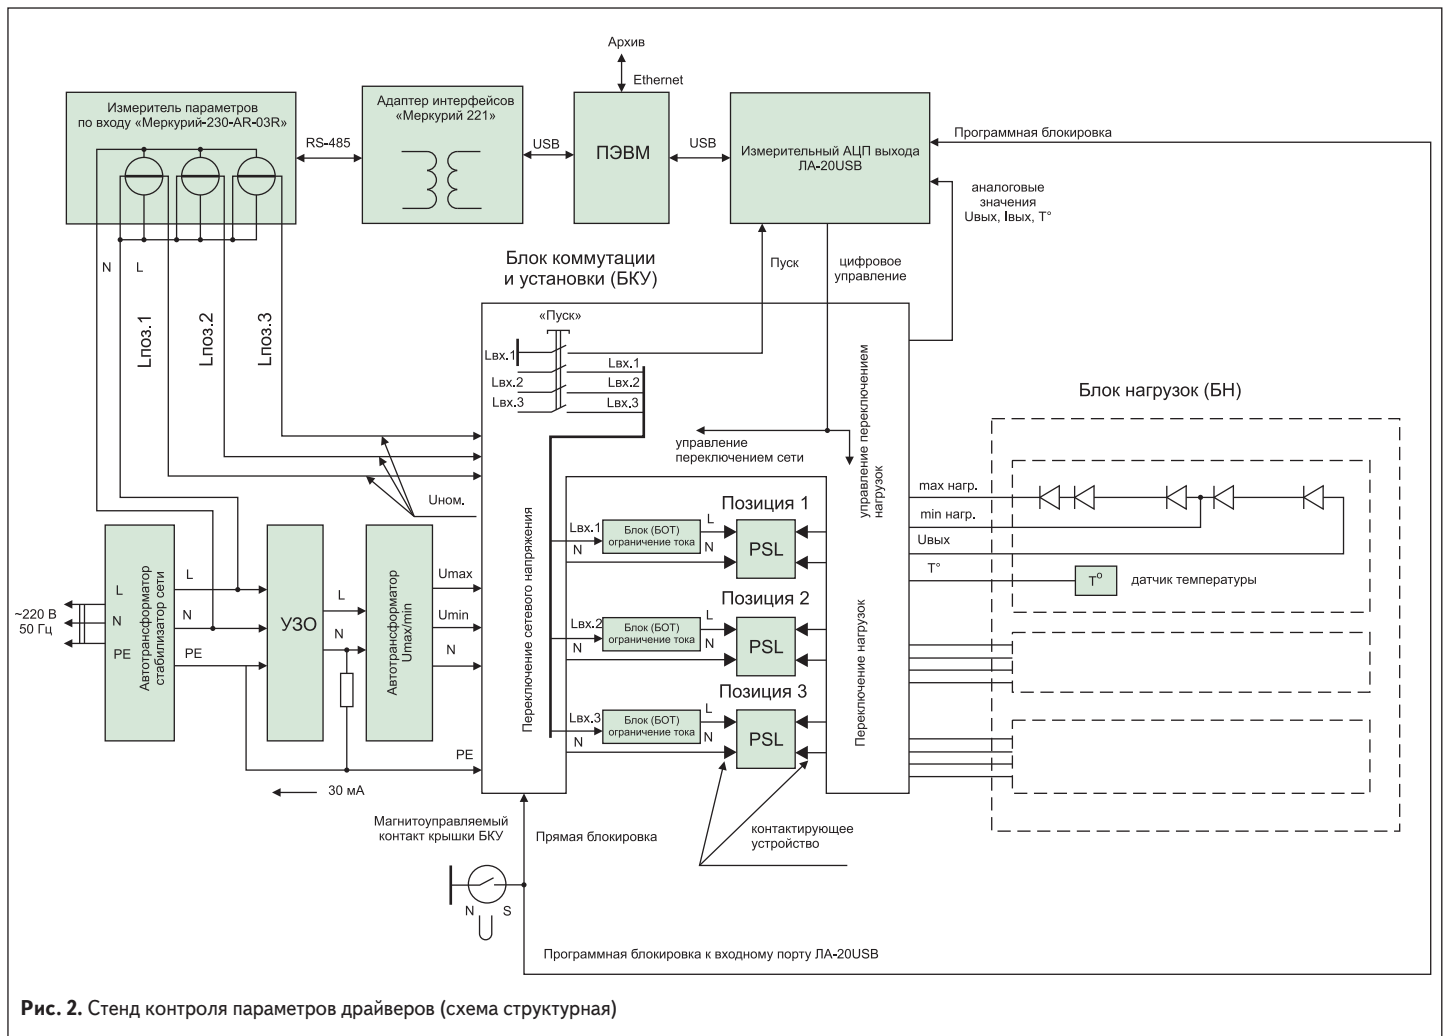 Архив
Ethernet
Измеритель параметров
по входу «Меркурий-230-AR-03R»
RS-485
Адаптер интерфейсов
«Меркурий 221»
USB
ПЭВМ
USB
Измерительный АЦП выхода
ЛА-20USB
Программная блокировка
аналоговые
значения
Uвых, Iвых, T°
N
L
Lпоз.1
Lпоз.2
Lпоз.3
Блок коммутации
и установки (БКУ)
Пуск
цифровое
управление
«Пуск»
Lвх.1
Lвх.2
Lвх.3
Lвх.1
Lвх.2
Lвх.3
управление
переключением сети
управление переключением
нагрузок
Переключение нагрузок
Переключение сетевого напряжения
Uном.
Блок нагрузок (БН)
max нагр.
min нагр.
Uвых
T°
T°
датчик температуры
Позиция 1
Lвх.1
N
Блок (БОТ)
ограничение тока
L
N
PSL
Позиция 2
Lвх.2
N
Блок (БОТ)
ограничение тока
L
N
PSL
Позиция 3
Lвх.3
N
Блок (БОТ)
ограничение тока
L
N
PSL
~220 В
50 Гц
L
N
PE
Автотрансформатор
стабилизатор сети
L
N
PE
УЗО
L
N
Автотрансформатор
Umax/min
Umax
Umin
N
PE
30 мА
Магнитоуправляемый
контакт крышки БКУ
Прямая блокировка
контактирующее
устройство
N
S
Программная блокировка к входному порту ЛА-20USB
Рис. 2. Стенд контроля параметров драйверов (схема структурная)